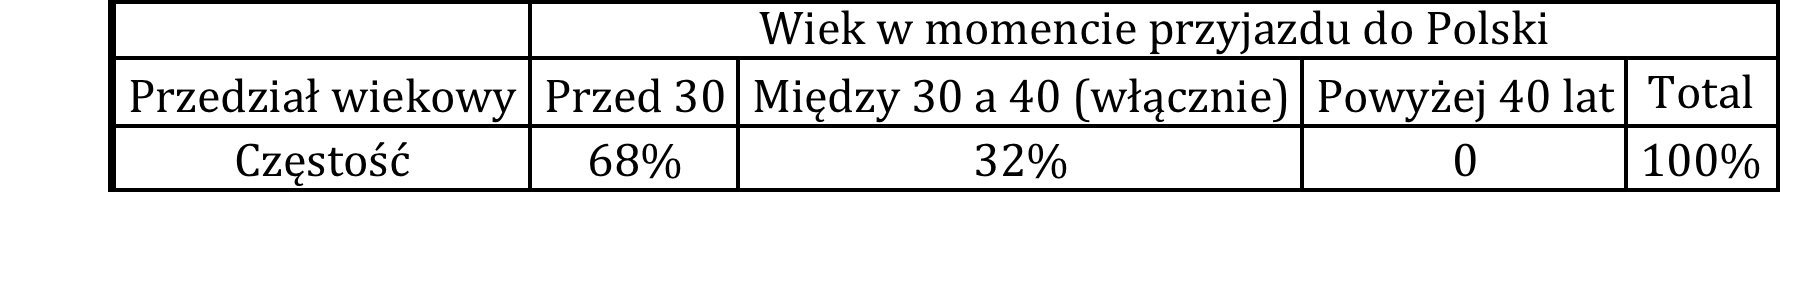 Wiek w momencie przyjazdu do Polski
Przedział wiekowy Przed 30 Między 30 a 40 (włącznie) Powyżej 40 lat Total
Częstość 68% 32% 0 100%